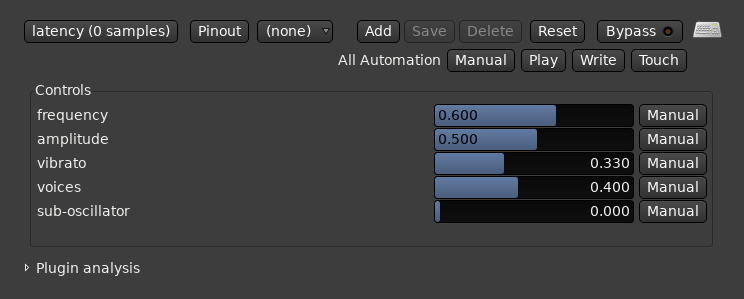 latency (0 samples) Pinout (none) Add Save Delete Reset Bypass
All Automation Manual Play Write Touch
Controls
frequency 0.600 Manual
amplitude 0.500 Manual
vibrato 0.330 Manual
voices 0.400 Manual
sub-oscillator 0.000 Manual
Plugin analysis